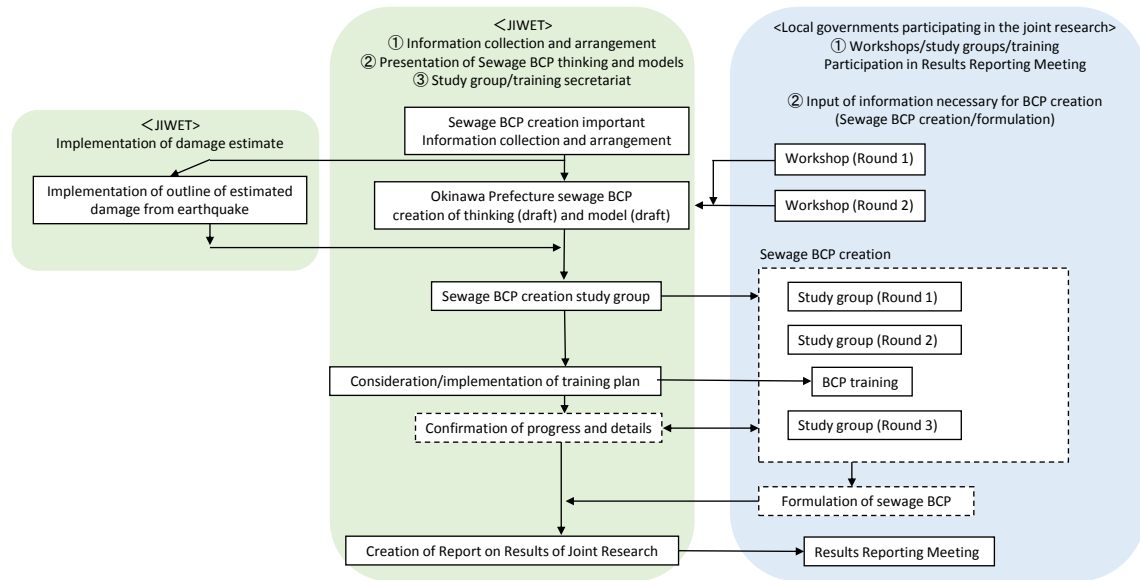 <JIWET>
Implementation of damage estimate
Implementation of outline of estimated
damage from earthquake
<JIWET>
① Information collection and arrangement
② Presentation of Sewage BCP thinking and models
③ Study group/training secretariat
Sewage BCP creation important
Information collection and arrangement
Okinawa Prefecture sewage BCP
creation of thinking (draft) and model (draft)
Sewage BCP creation study group
Consideration/implementation of training plan
Confirmation of progress and details
Creation of Report on Results of Joint Research
<Local governments participating in the joint research>
① Workshops/study groups/training
Participation in Results Reporting Meeting
② Input of information necessary for BCP creation
(Sewage BCP creation/formulation)
Workshop (Round 1)
Workshop (Round 2)
Sewage BCP creation
Study group (Round 1)
Study group (Round 2)
BCP training
Study group (Round 3)
Formulation of sewage BCP
Results Reporting Meeting